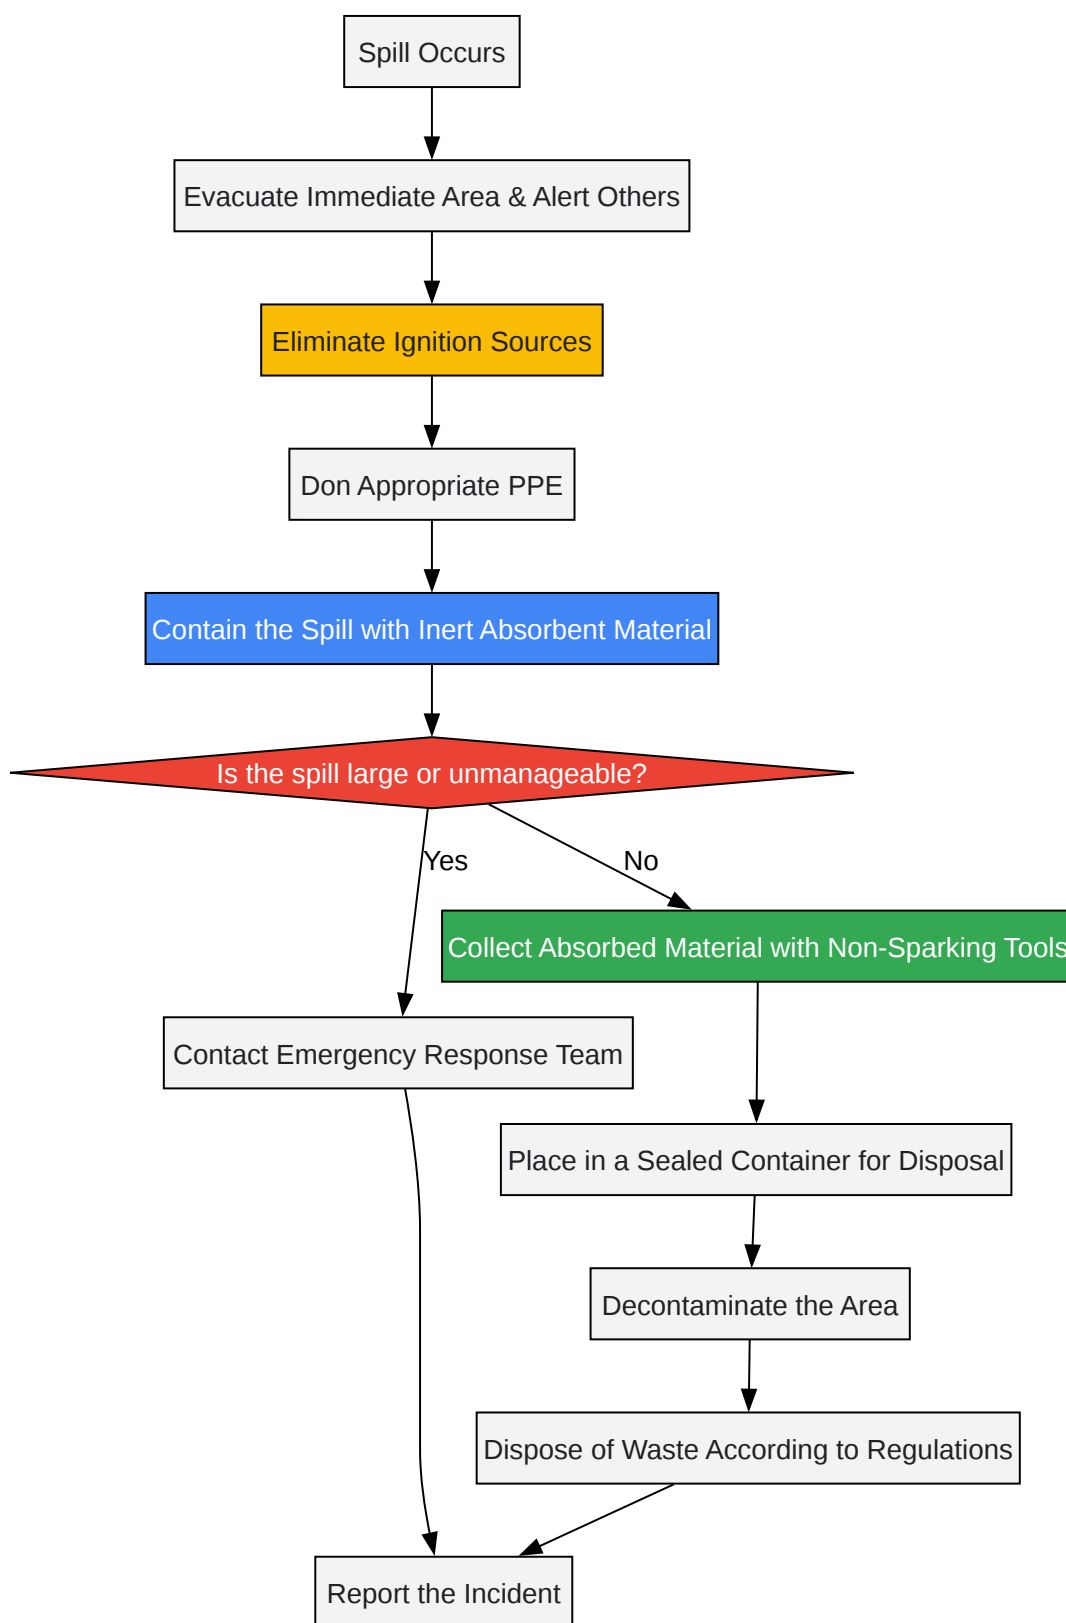 Spill Occurs
Evacuate Immediate Area & Alert Others
Eliminate Ignition Sources
Don Appropriate PPE
Contain the Spill with Inert Absorbent Material
Is the spill large or unmanageable?
Yes
No
Collect Absorbed Material with Non-Sparking Tools
Contact Emergency Response Team
Place in a Sealed Container for Disposal
Decontaminate the Area
Dispose of Waste According to Regulations
Report the Incident